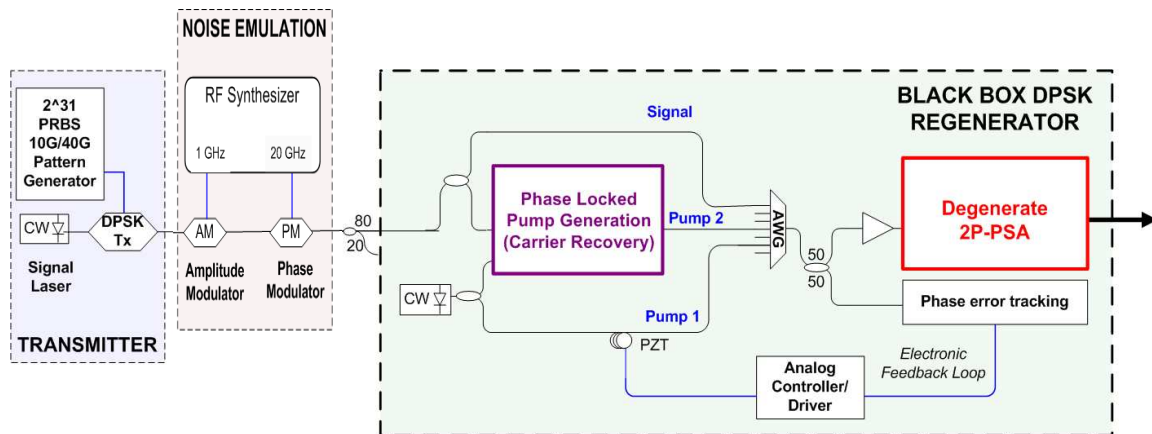 NOISE EMULATION
RF Synthesizer
1 GHz
20 GHz
2^31
PRBS
10G/40G
Pattern
Generator
CW
DPSK
Tx
AM
PM
Signal
Laser
Amplitude
Modulator
Phase
Modulator
TRANSMITTER
80
20
BLACK BOX DPSK
REGENERATOR
Signal
Phase Locked
Pump Generation
(Carrier Recovery)
Pump 2
AWG
Degenerate
2P-PSA
50
50
CW
Pump 1
PZT
Phase error tracking
Electronic
Feedback Loop
Analog
Controller/
Driver